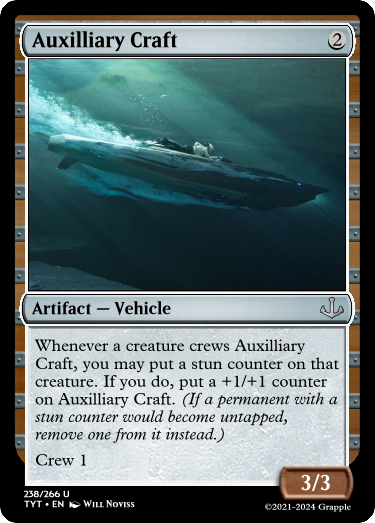 Auxilliary Craft
2
Artifact — Vehicle
Whenever a creature crews Auxilliary
Craft, you may put a stun counter on that
creature. If you do, put a +1/+1 counter
on Auxilliary Craft. (If a permanent with a
stun counter would become untapped,
remove one from it instead.)
Crew 1
3/3
238/266 U
TYT • EN Will Noviss
©2021-2024 Grapple